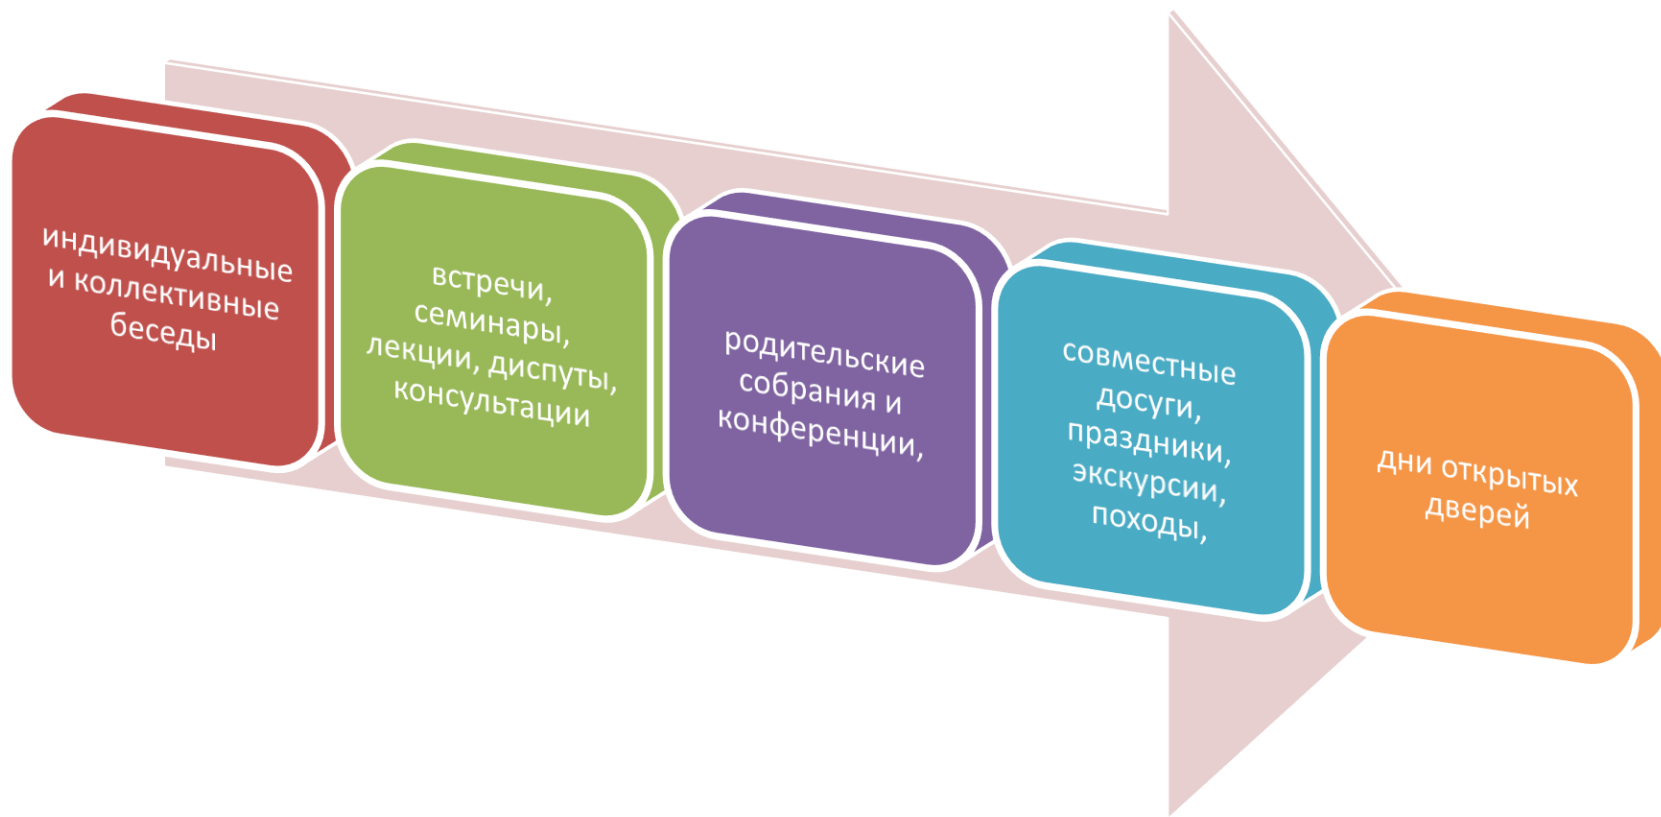 индивидуальные
и коллективные
беседы
встречи,
семинары,
лекции, диспуты,
консультации
родительские
собрания и
конференции,
совместные
досуги,
праздники,
экскурсии,
походы,
дни открытых
дверей